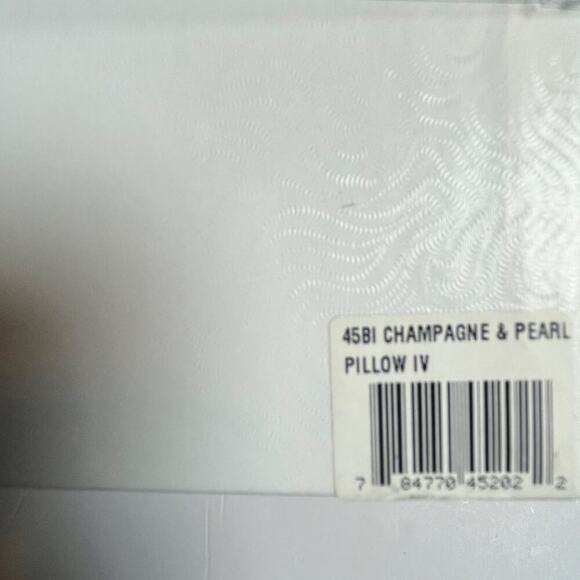 45BI CHAMPAGNE & PEARL
PILLOW IV
7 84770 45202 2